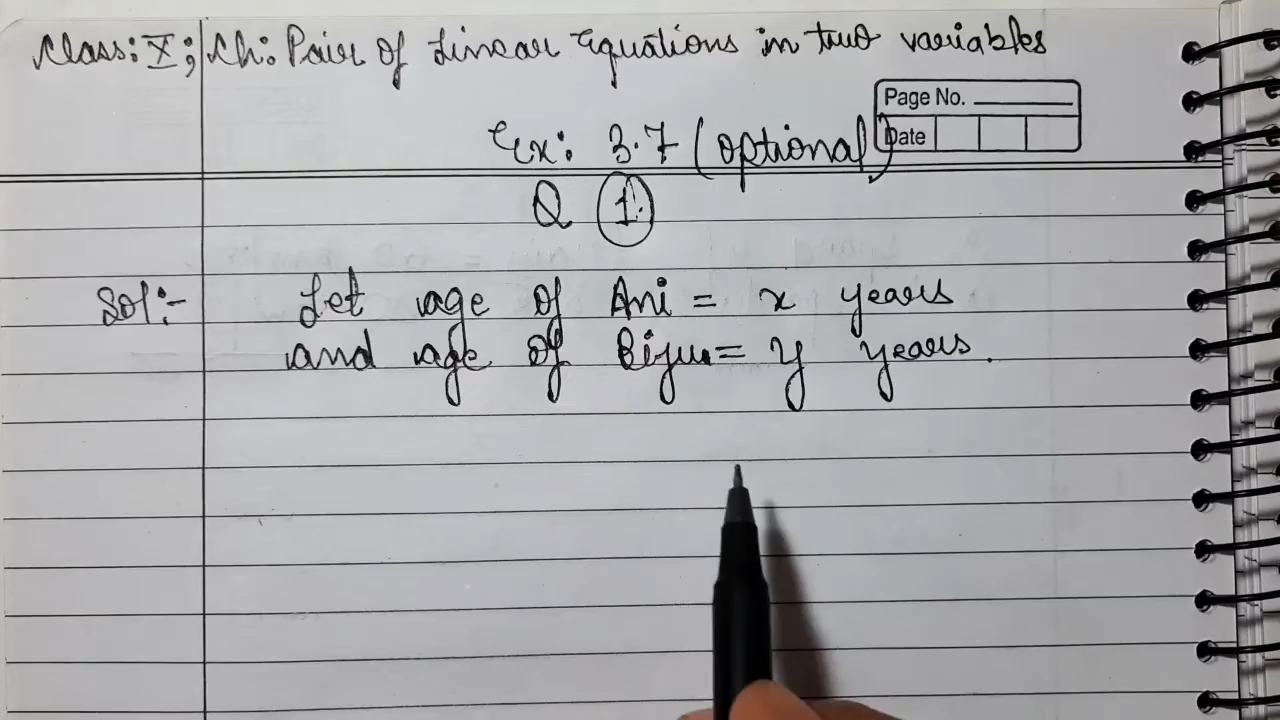 Class: X; Ch: Pair of Linear Equations in two variables
Page No.
Date
Ex: 3.7 (optional)
Q 1.
Sol:- Let age of Ani = x years
and age of Biju = y years.